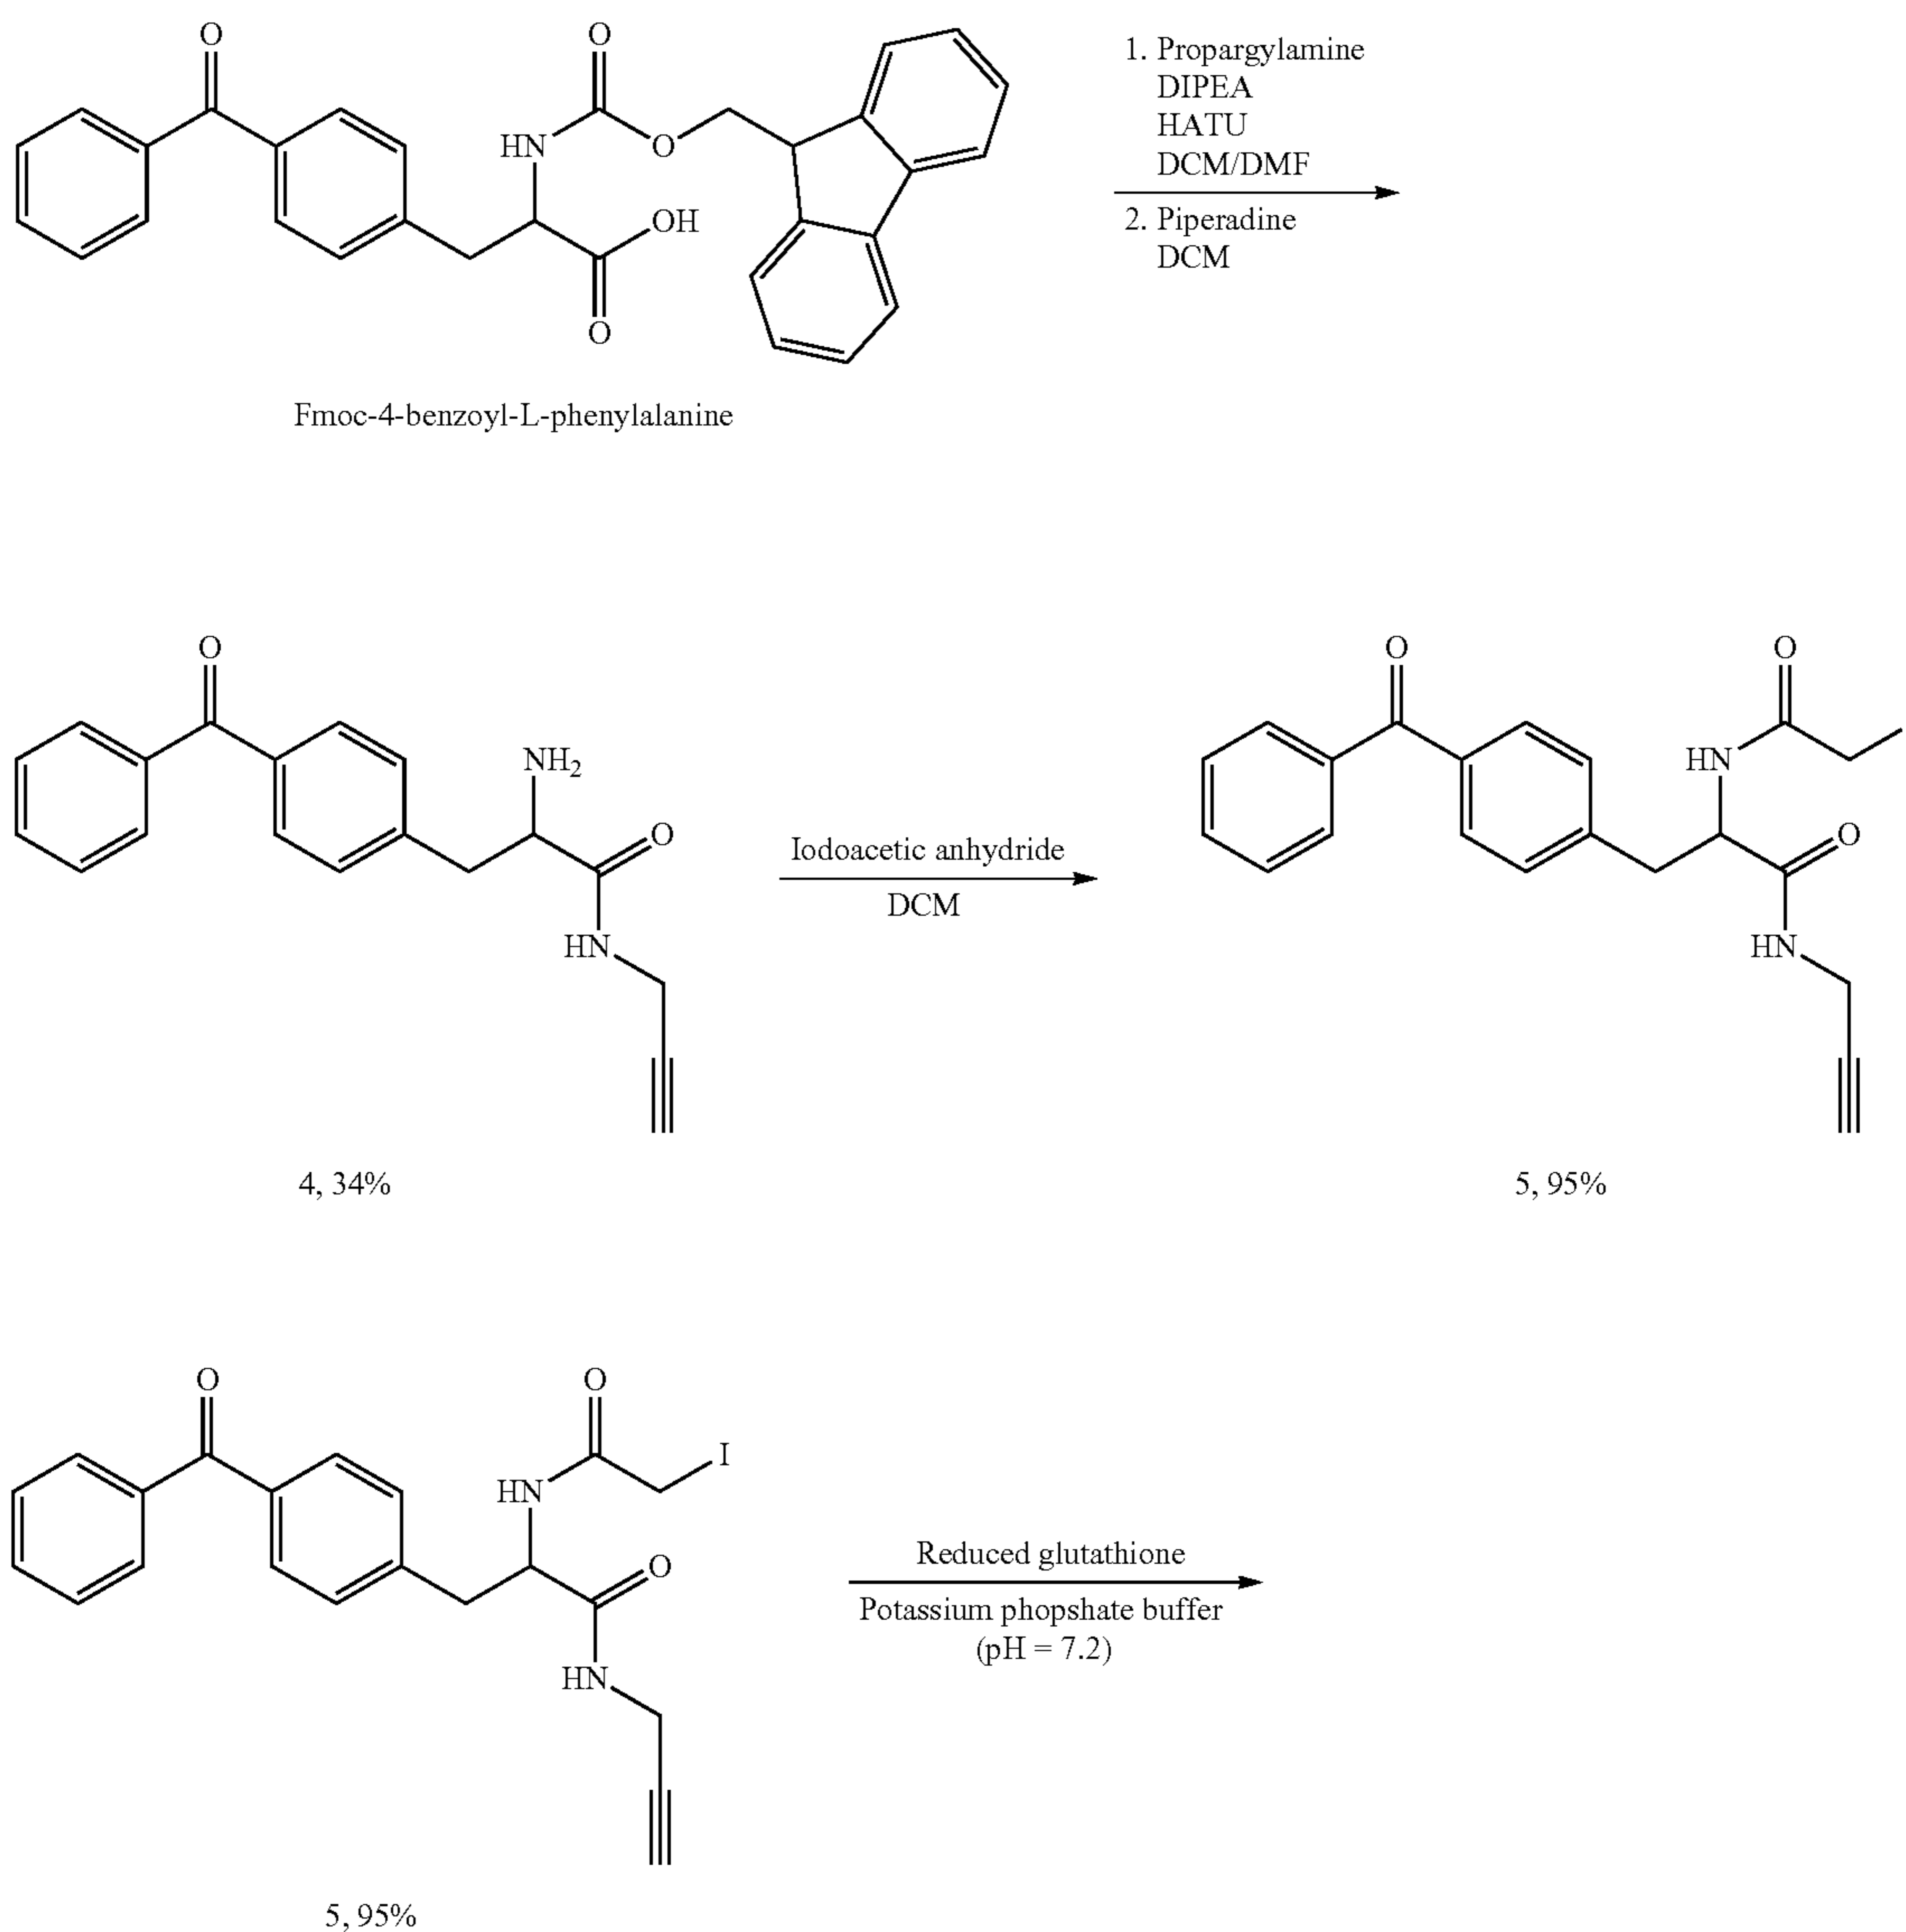 O
O
1. Propargylamine
DIPEA
HATU
DCM/DMF
HN
O
OH
2. Piperadine
DCM
O
Fmoc-4-benzoyl-L-phenylalanine
O
O
O
NH2
HN
O
O
Iodoacetic anhydride
DCM
HN
HN
4, 34%
5, 95%
O
O
I
HN
O
Reduced glutathione
Potassium phopshate buffer
(pH = 7.2)
HN
5, 95%